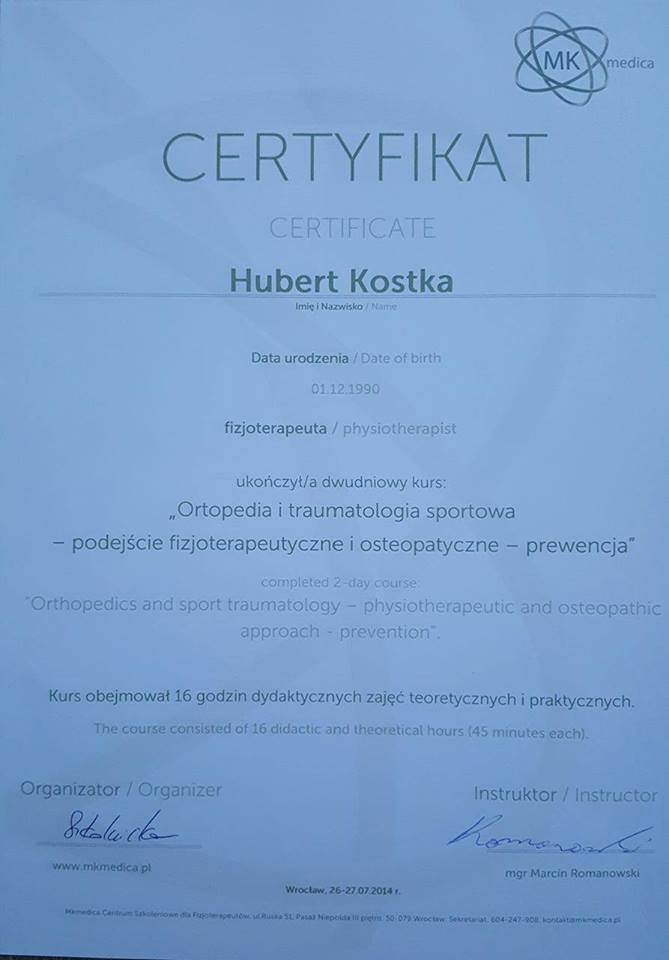 MK medica
CERTYFIKAT
CERTIFICATE
Hubert Kostka
Imię i Nazwisko / Name
Data urodzenia / Date of birth
01.12.1990
fizjoterapeuta / physiotherapist
ukończył/a dwudniowy kurs:
„Ortopedia i traumatologia sportowa
– podejście fizjoterapeutyczne i osteopatyczne – prewencja”
completed 2-day course:
"Orthopedics and sport traumatology – physiotherapeutic and osteopathic
approach - prevention".
Kurs obejmował 16 godzin dydaktycznych zajęć teoretycznych i praktycznych.
The course consisted of 16 didactic and theoretical hours (45 minutes each).
Organizator / Organizer
Instruktor / Instructor
Romanowski
www.mkmedica.pl
mgr Marcin Romanowski
Wrocław, 26-27.07.2014 r.
Mkmedica Centrum Szkoleniowe dla Fizjoterapeutów, ul.Ruska 51, Pasaż Niepolda III piętro, 50-079 Wrocław; Sekretariat: 604-247-908, kontakt@mkmedica.pl